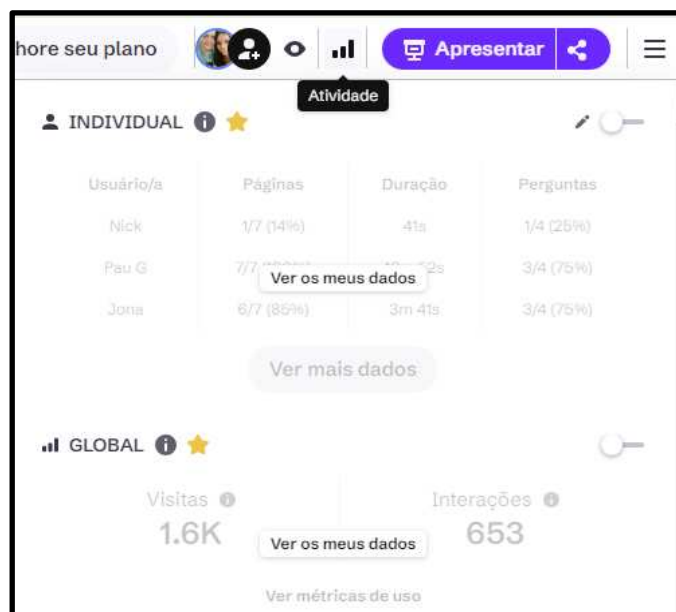 hore seu plano
Apresentar
Atividade
INDIVIDUAL
Usuário/a Páginas Duração Perguntas
Nick 1/7 (14%) 41s 1/4 (25%)
Pau G 7/7 3/4 (75%)
Ver os meus dados
Jona 6/7 (85%) 3m 41s 3/4 (75%)
Ver mais dados
GLOBAL
Visitas Interações
1.6K 653
Ver os meus dados
Ver métricas de uso